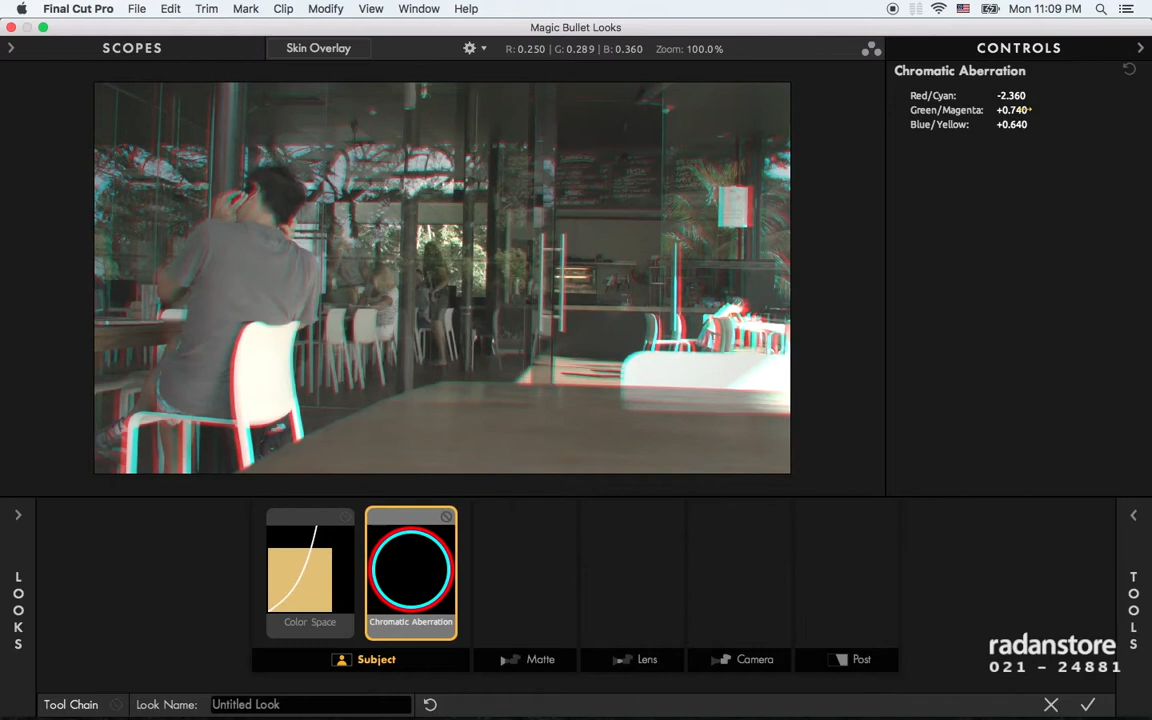 Final Cut Pro File Edit Trim Mark Clip Modify View Window Help Mon 11:09 PM
Magic Bullet Looks
SCOPES Skin Overlay R: 0.250 | G: 0.289 | B: 0.360 Zoom: 100.0% CONTROLS
Chromatic Aberration
Red/Cyan: -2.360
Green/Magenta: +0.740
Blue/Yellow: +0.640
Color Space Chromatic Aberration
LOOKS
TOOLS
Subject Matte Lens Camera Post
radanstore
021 - 24881
Tool Chain Look Name: Untitled Look